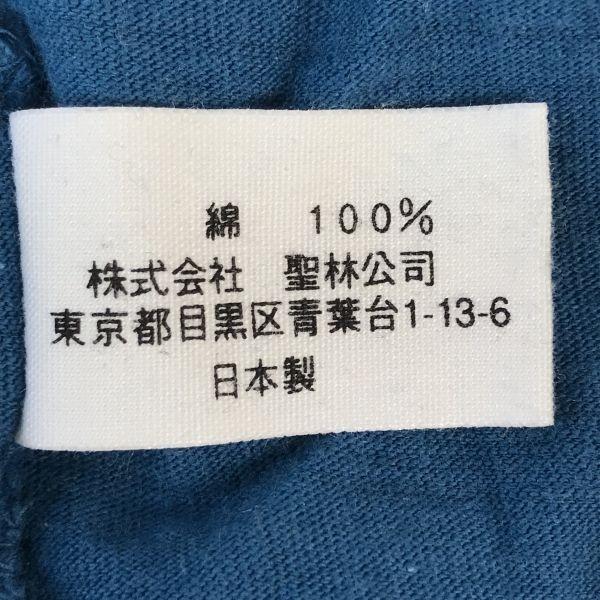 綿　100%
株式会社　聖林公司
東京都目黒区青葉台1-13-6
日本製